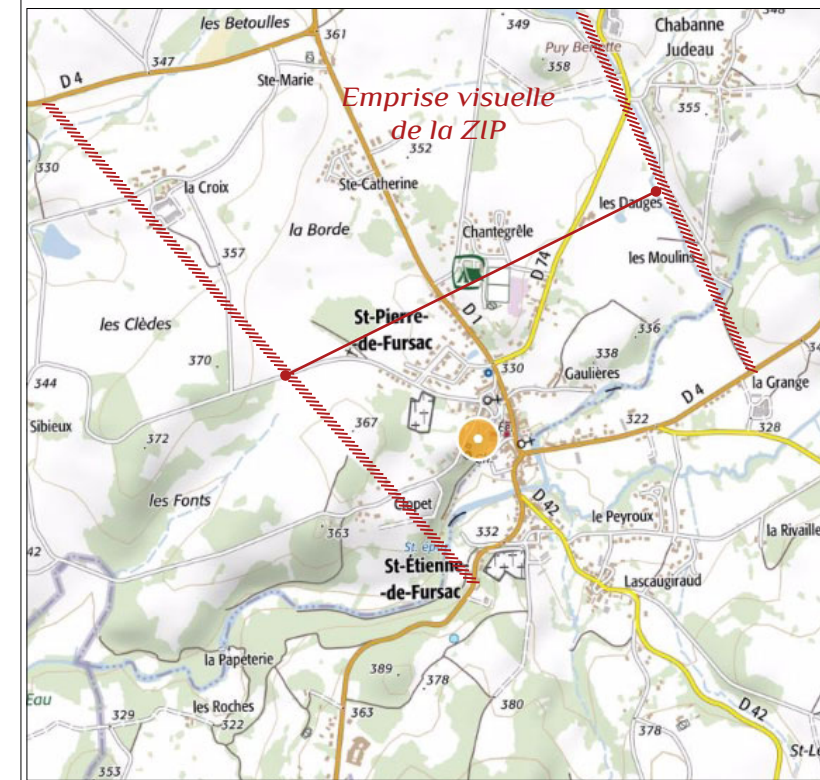 les Betoulles
361
349
Chabanne
Judeau
D 4
347
Ste-Marie
Puy Berlette
358
Emprise visuelle
de la ZIP
355
352
330
la Croix
Ste-Catherine
les Dauges
la Borde
Chantegrêle
357
les Moulins
D 74
les Clèdes
St-Pierre-
-de-Fursac
D 1
336
370
330
338
344
Gaulières
la Grange
D 4
Sibieux
367
322
328
372
les Fonts
D 42
Clopet
le Peyroux
363
332
la Rivaille
42
St-Étienne-
-de-Fursac
Lascaugiraud
la Papeterie
389
378
Eau
les Roches
380
329
322
363
D 42
378
353
St-L